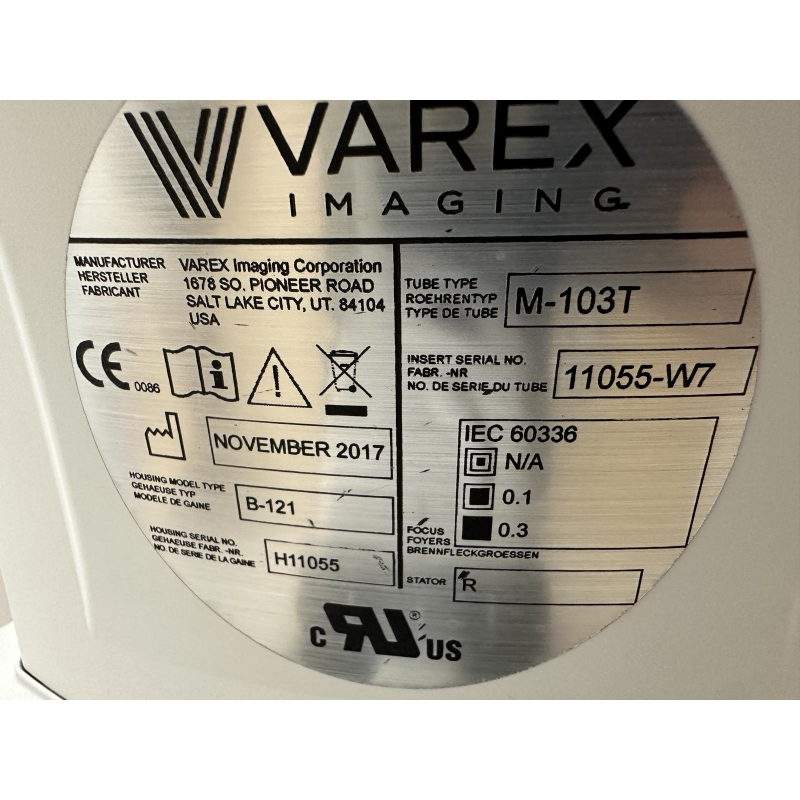 VAREX
IMAGING
MANUFACTURER
HERSTELLER
FABRICANT
VAREX Imaging Corporation
1678 SO. PIONEER ROAD
SALT LAKE CITY, UT. 84104
USA
CE 0086
NOVEMBER 2017
HOUSING MODEL TYPE
GEHAEUSE TYP
MODELE DE GAINE
B-121
HOUSING SERIAL NO.
GEHAEUSE FABR. -NR.
NO. DE SERIE DE LA GAINE
H11055
TUBE TYPE
ROEHRENTYP
TYPE DE TUBE
M-103T
INSERT SERIAL NO.
FABR. -NR
NO. DE SERIE DU TUBE
11055-W7
IEC 60336
N/A
0.1
0.3
FOCUS
FOYERS
BRENNFLECKGROESSEN
STATOR
R
c RU ® US